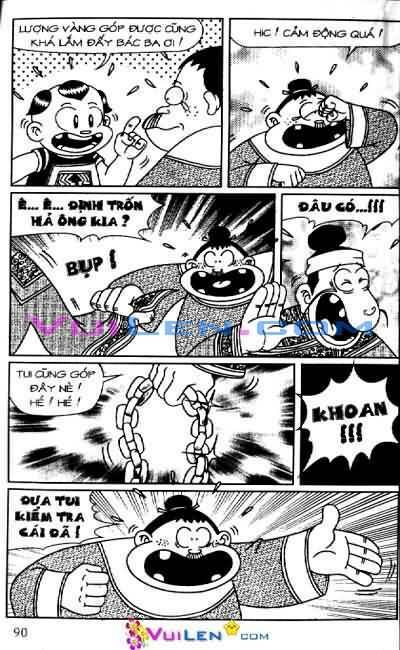 LƯỢNG VÀNG GÓP ĐƯỢC CŨNG
KHÁ LẮM ĐẤY BÁC BA ƠI!
HIC! CẢM ĐỘNG QUÁ!
Ê... Ê... ĐỊNH TRỐN
HẢ ÔNG KIA?
BỤP!
ĐÂU CÓ...!!!
VUILEN.COM
TUI CŨNG GÓP
ĐÂY NÈ!
HÉ! HÉ!
KHOAN
!!!
ĐƯA TUI
KIỂM TRA
CÁI ĐÃ!
90
VUILEN.COM